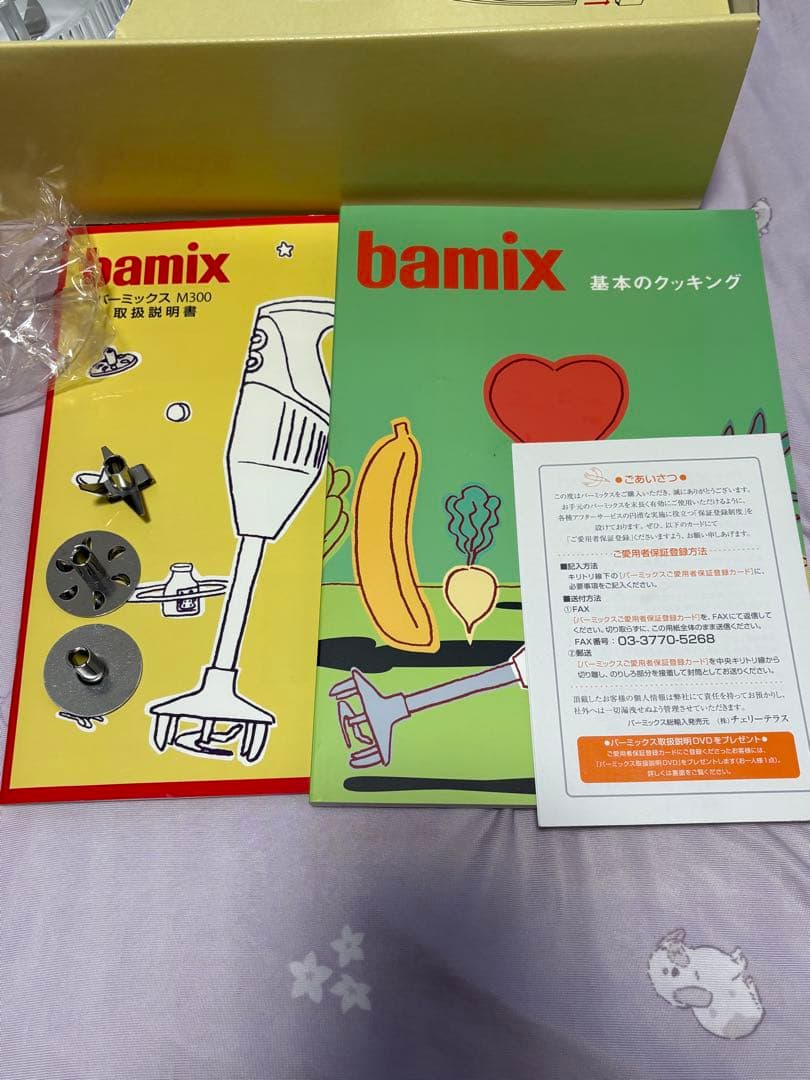 bamix
バーミックス M300
取扱説明書
bamix
基本のクッキング
●ごあいさつ●
この度はバーミックスをご購入いただき、誠にありがとうございます。
お手元のバーミックスを末長く有効にご使用いただけるように、
各種アフターサービスの円滑な実施に役立つ「保証登録制度」を
設けております。ぜひ、以下のカードにて
「ご愛用者保証登録」くださいますよう、お願い申しあげます。
ご愛用者保証登録方法
■記入方法
キリトリ線下の[バーミックスご愛用者保証登録カード]に、
必要事項をご記入ください。
■送付方法
①FAX
[バーミックスご愛用者保証登録カード]を、FAXにて返信して
ください。切り取らずに、この用紙全体のまま送信ください。
FAX番号：03-3770-5268
②郵送
[バーミックスご愛用者保証登録カード]を中央キリトリ線から
切り離し、のりしろ部分を接着して封筒としてお送りください。
頂戴したお客様の個人情報は弊社にて責任を持ってお預かりし、
社外へは一切漏洩せぬよう管理させていただきます。
バーミックス総輸入発売元 (株)チェリーテラス
●バーミックス取扱説明DVDをプレゼント●
ご愛用者保証登録カードにご登録くださったお客様には、
「バーミックス取扱説明DVD」をプレゼントします(お一人様1点)。
詳しくは裏面をご覧ください。